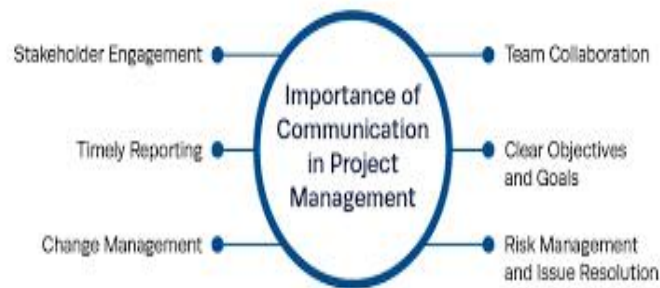 Stakeholder Engagement
Timely Reporting
Change Management
Importance of
Communication
in Project
Management
Team Collaboration
Clear Objectives
and Goals
Risk Management
and Issue Resolution